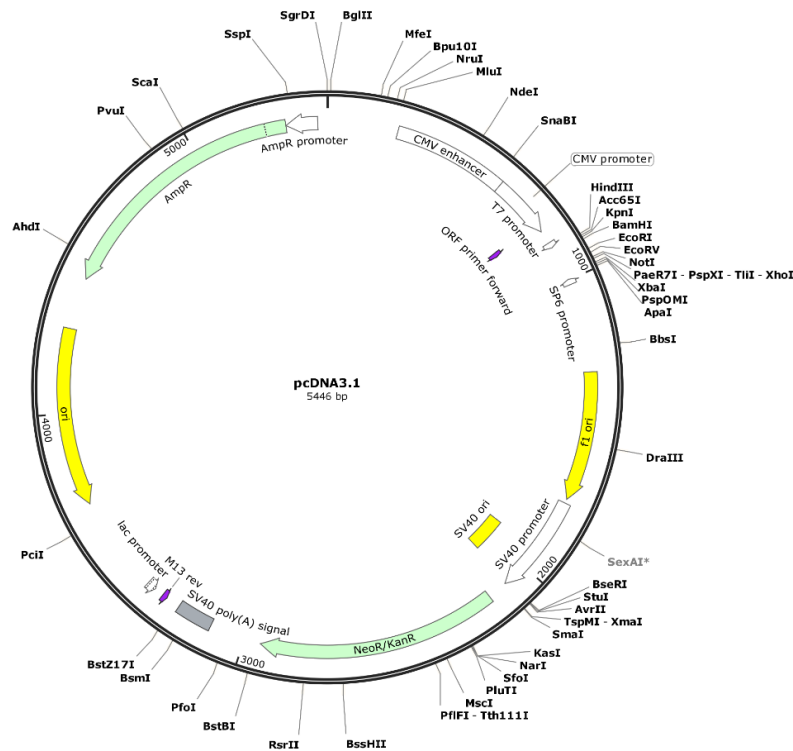 SgrDI
BglII
MfeI
Bpu10I
NruI
MluI
NdeI
SnaBI
CMV promoter
HindIII
Acc65I
KpnI
BamHI
EcoRI
EcoRV
NotI
PaeR7I - PspXI - TliI - XhoI
XbaI
PspOMI
ApaI
BbsI
DraIII
SexAI*
BseRI
StuI
AvrII
TspMI - XmaI
SmaI
KasI
NarI
SfoI
PluTI
MscI
PflFI - Tth111I
BssHII
RsrII
BstBI
PfoI
BsmI
BstZ17I
PciI
AhdI
PvuI
ScaI
SspI
AmpR promoter
AmpR
CMV enhancer
T7 promoter
ORF primer forward
SP6 promoter
f1 ori
SV40 promoter
SV40 ori
NeoR/KanR
SV40 poly(A) signal
M13 rev
lac promoter
ori
1000
2000
3000
4000
5000
pcDNA3.1
5446 bp